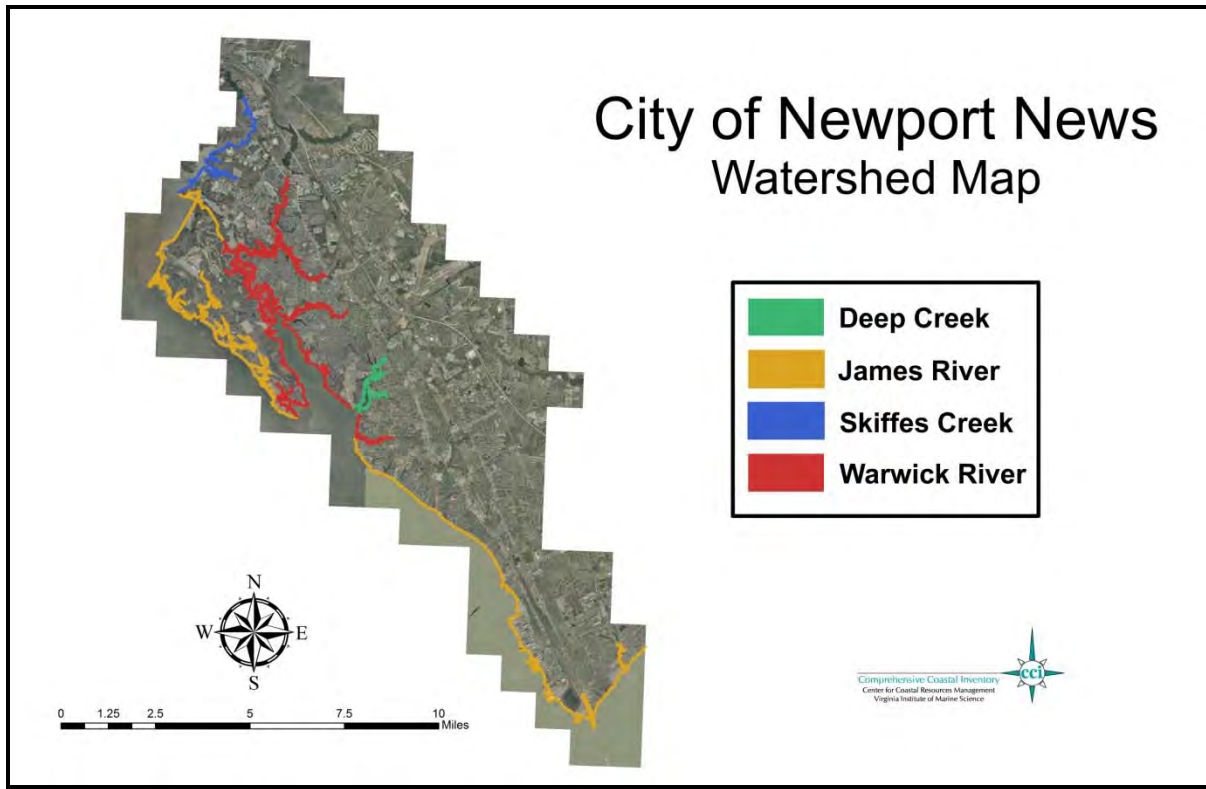 City of Newport News
Watershed Map
Deep Creek
James River
Skiffes Creek
Warwick River
N
W E
S
0 1.25 2.5 5 7.5 10
Miles
cci
Comprehensive Coastal Inventory
Center for Coastal Resources Management
Virginia Institute of Marine Science